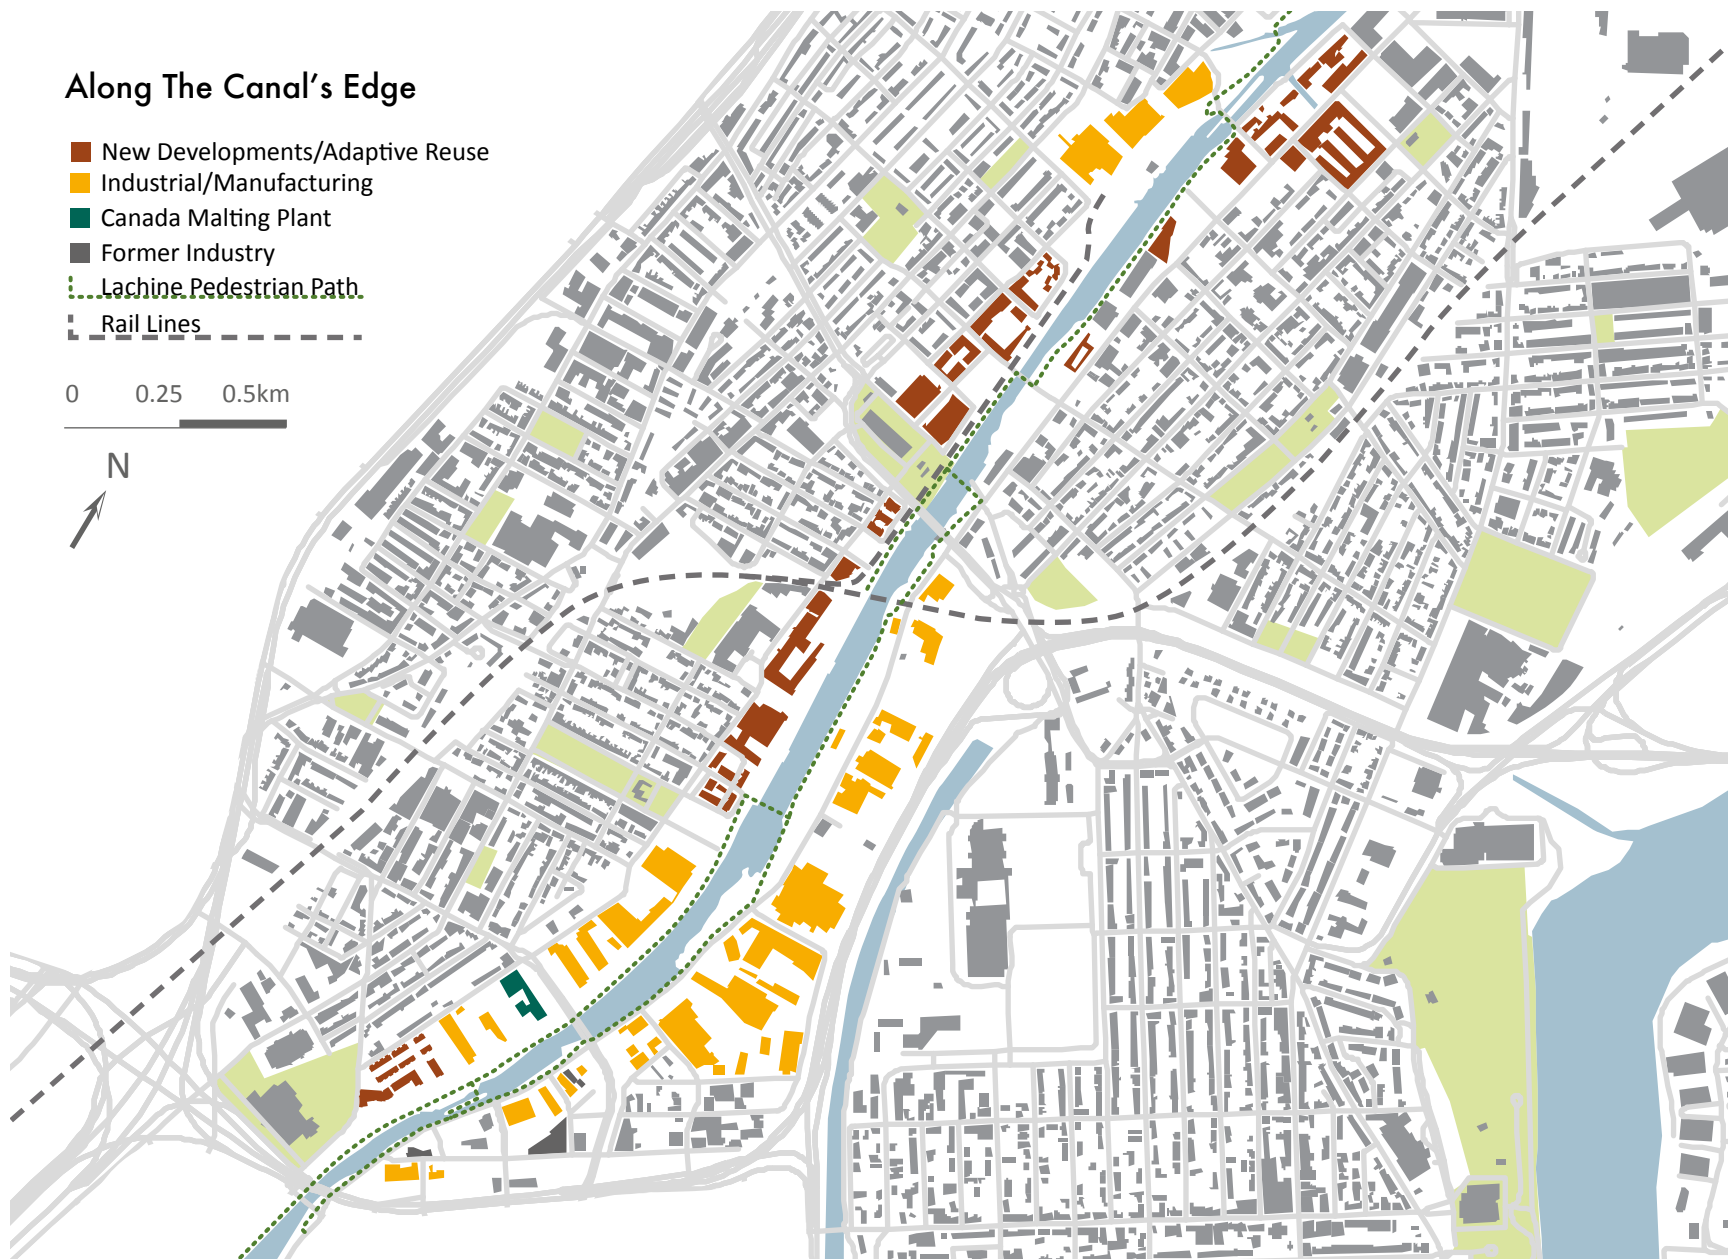 Along The Canal's Edge
New Developments/Adaptive Reuse
Industrial/Manufacturing
Canada Malting Plant
Former Industry
Lachine Pedestrian Path
Rail Lines
0 0.25 0.5km
N